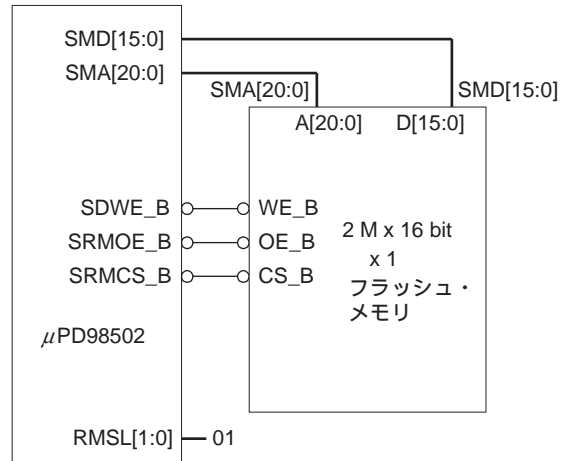 SMD[15:0]
SMA[20:0]
SMA[20:0]
SMD[15:0]
A[20:0] D[15:0]
SDWE_B WE_B
SRMOE_B OE_B
SRMCS_B CS_B
2 M x 16 bit
x 1
フラッシュ・
メモリ
μPD98502
RMSL[1:0] 01